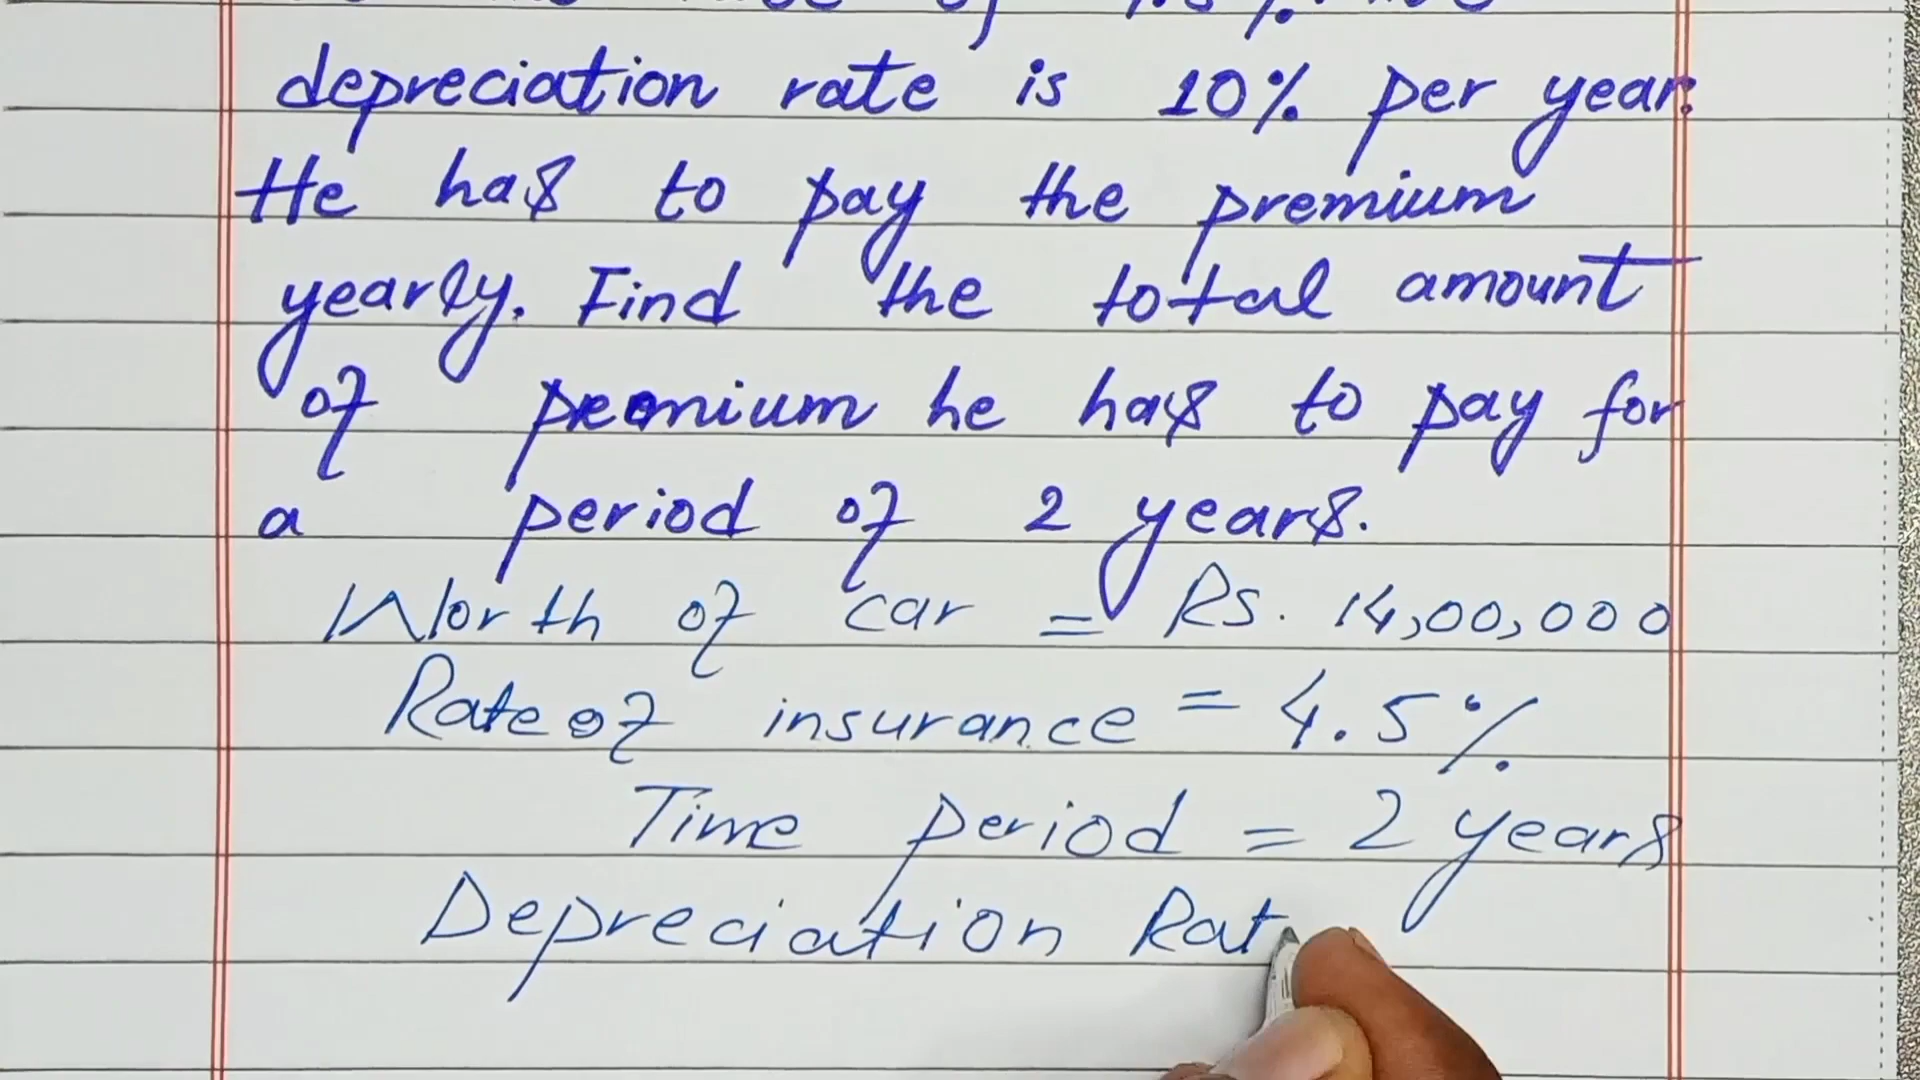 depreciation rate is 10% per year.
He has to pay the premium
yearly. Find the total amount
of premium he has to pay for
a period of 2 years.
Worth of car = Rs. 14,00,000
Rate of insurance = 4.5%
Time period = 2 years
Depreciation Rat